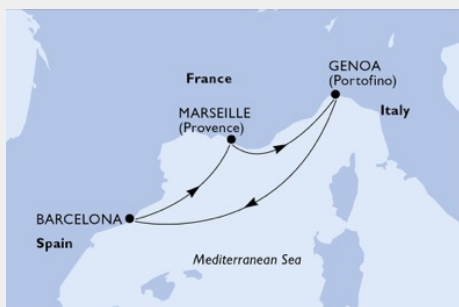 GENOA
(Portofino)
France
Italy
MARSEILLE
(Provence)
BARCELONA
Spain
Mediterranean Sea